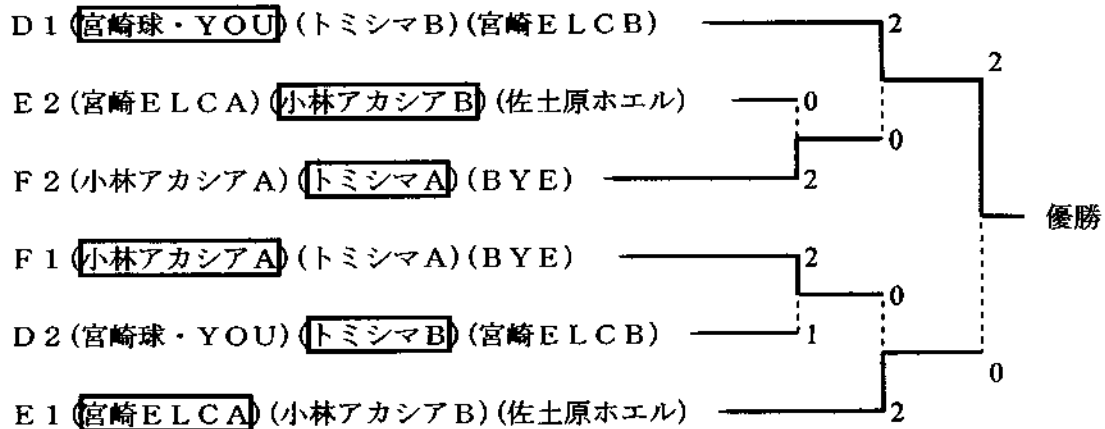 D1(宮崎球・YOU)(トミシマB)(宮崎ELCB) 2
2
E2(宮崎ELCA)(小林アカシアB)(佐土原ホエル) 0
0
F2(小林アカシアA)(トミシマA)(BYE) 2
優勝
F1(小林アカシアA)(トミシマA)(BYE) 2
0
D2(宮崎球・YOU)(トミシマB)(宮崎ELCB) 1
0
E1(宮崎ELCA)(小林アカシアB)(佐土原ホエル) 2